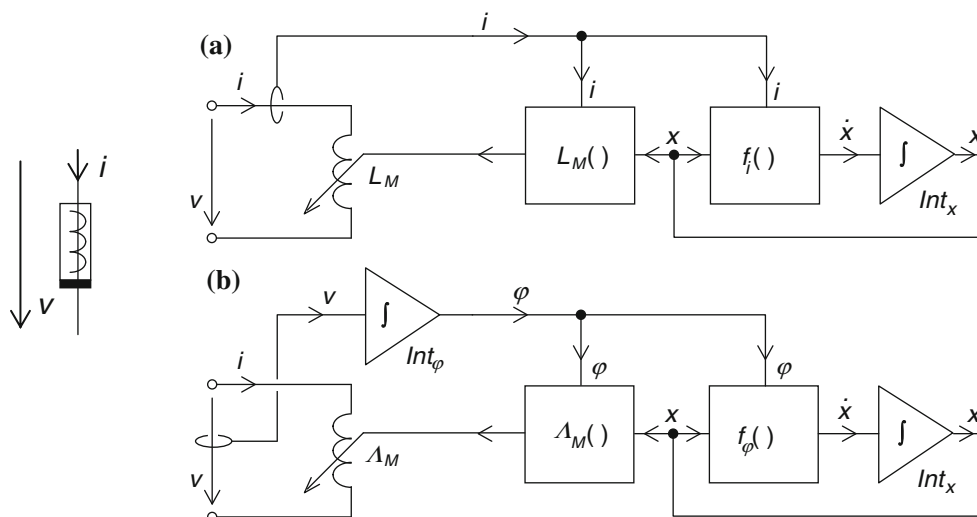 i
v
(a)
i
i
i
i
v
L_M
L_M( )
x
f_i( )
ẋ
∫
Int_x
x
(b)
v
∫
Int_φ
φ
φ
φ
i
v
Λ_M
Λ_M( )
x
f_φ( )
ẋ
∫
Int_x
x